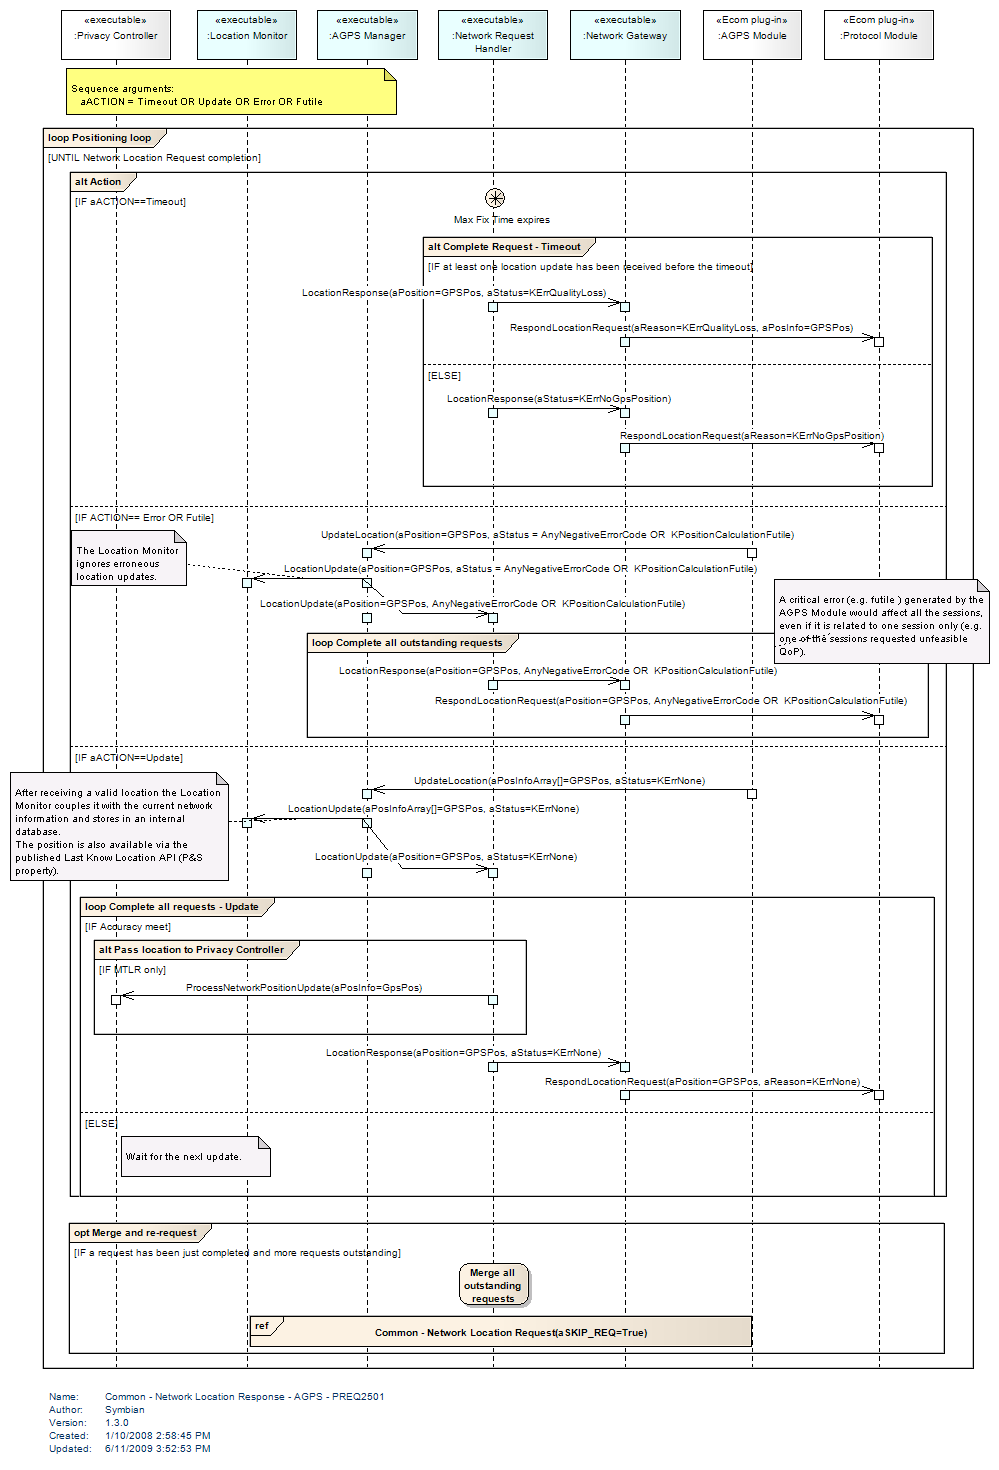 «executable»
:Privacy Controller
«executable»
:Location Monitor
«executable»
:AGPS Manager
«executable»
:Network Request
Handler
«executable»
:Network Gateway
«Ecom plug-in»
:AGPS Module
«Ecom plug-in»
:Protocol Module
Sequence arguments:
aACTION = Timeout OR Update OR Error OR Futile
loop Positioning loop
[UNTIL Network Location Request completion]
alt Action
[IF aACTION==Timeout]
Max Fix Time expires
alt Complete Request - Timeout
[IF at least one location update has been received before the timeout]
LocationResponse(aPosition=GPSPos, aStatus=KErrQualityLoss)
RespondLocationRequest(aReason=KErrQualityLoss, aPosInfo=GPSPos)
[ELSE]
LocationResponse(aStatus=KErrNoGpsPosition)
RespondLocationRequest(aReason=KErrNoGpsPosition)
[IF ACTION== Error OR Futile]
UpdateLocation(aPosition=GPSPos, aStatus = AnyNegativeErrorCode OR  KPositionCalculationFutile)
The Location Monitor
ignores erroneous
location updates.
LocationUpdate(aPosition=GPSPos, aStatus = AnyNegativeErrorCode OR  KPositionCalculationFutile)
LocationUpdate(aPosition=GPSPos, AnyNegativeErrorCode OR  KPositionCalculationFutile)
A critical error (e.g. futile ) generated by the
AGPS Module would affect all the sessions,
even if it is related to one session only (e.g.
one of the sessions requested unfeasible
QoP).
loop Complete all outstanding requests
LocationResponse(aPosition=GPSPos, AnyNegativeErrorCode OR  KPositionCalculationFutile)
RespondLocationRequest(aPosition=GPSPos, AnyNegativeErrorCode OR  KPositionCalculationFutile)
[IF aACTION==Update]
UpdateLocation(aPosInfoArray[]=GPSPos, aStatus=KErrNone)
After receiving a valid location the Location
Monitor couples it with the current network
information and stores in an internal
database.
The position is also available via the
published Last Know Location API (P&S
property).
LocationUpdate(aPosInfoArray[]=GPSPos, aStatus=KErrNone)
LocationUpdate(aPosition=GPSPos, aStatus=KErrNone)
loop Complete all requests - Update
[IF Accuracy meet]
alt Pass location to Privacy Controller
[IF MTLR only]
ProcessNetworkPositionUpdate(aPosInfo=GpsPos)
LocationResponse(aPosition=GPSPos, aStatus=KErrNone)
RespondLocationRequest(aPosition=GPSPos, aReason=KErrNone)
[ELSE]
Wait for the next update.
opt Merge and re-request
[IF a request has been just completed and more requests outstanding]
Merge all
outstanding
requests
ref
Common - Network Location Request(aSKIP_REQ=True)
Name: Common - Network Location Response - AGPS - PREQ2501
Author: Symbian
Version: 1.3.0
Created: 1/10/2008 2:58:45 PM
Updated: 6/11/2009 3:52:53 PM